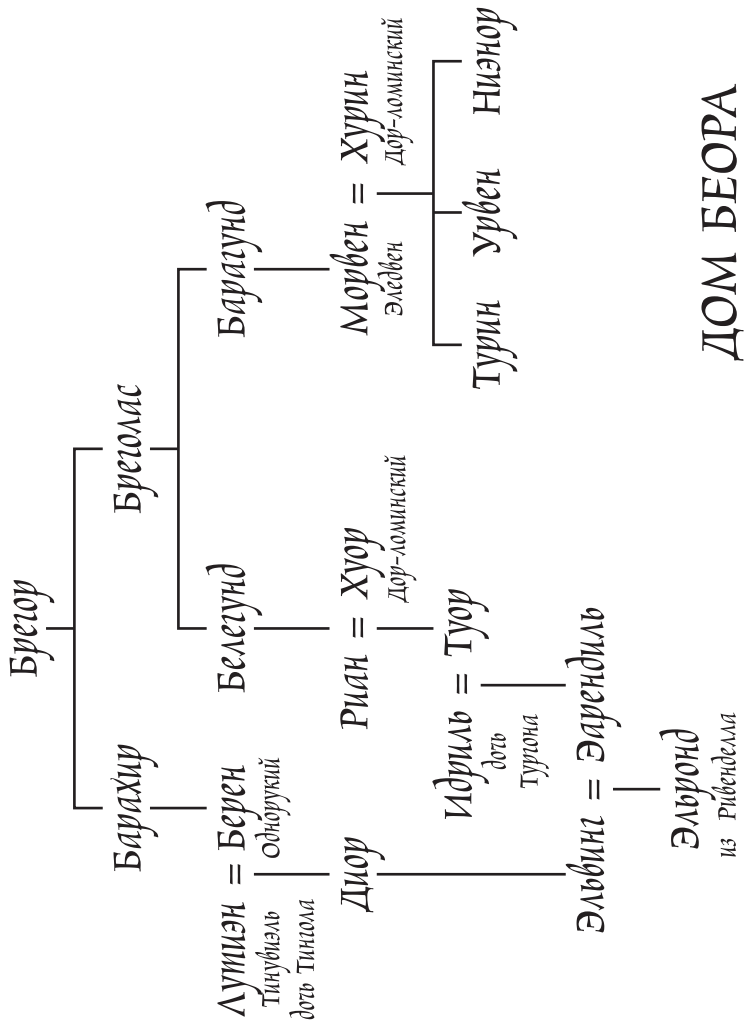 Брегор
Барахир
Бреголас
Лутиэн = Берен
Тинувиэль
дочь Тингола
Однорукий
Белегунд
Барагунд
Диор
Риан = Хуор
Дор-ломинский
Морвен = Хурин
Эледвен
Дор-ломинский
Идриль = Туор
дочь
Тургона
Турин
Урвен
Ниэнор
Эльвинг = Эарендиль
Эльронд
из Ривенделла
ДОМ БЕОРА